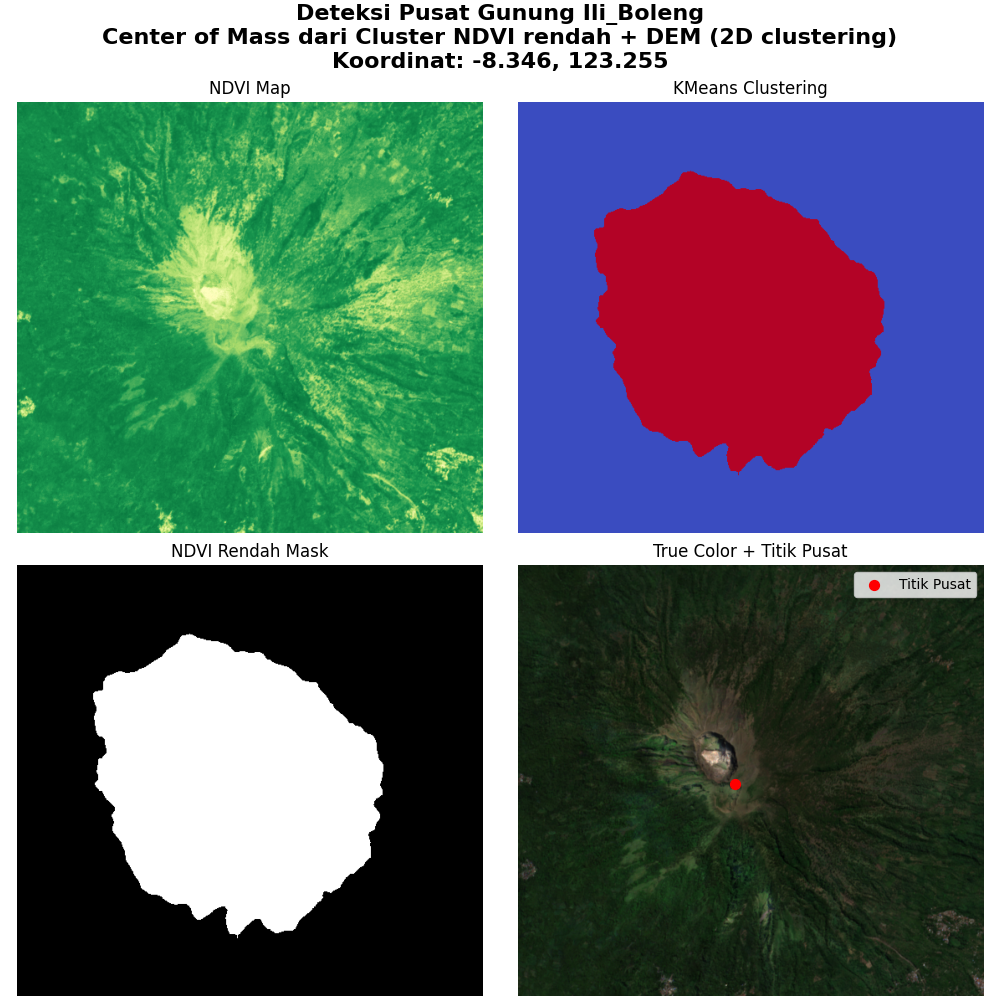 Deteksi Pusat Gunung Ili_Boleng
Center of Mass dari Cluster NDVI rendah + DEM (2D clustering)
Koordinat: -8.346, 123.255
NDVI Map
KMeans Clustering
NDVI Rendah Mask
True Color + Titik Pusat
Titik Pusat